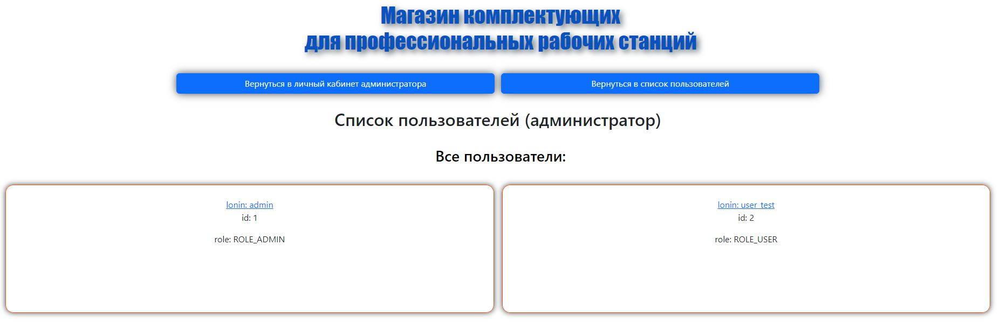 Магазин комплектующих
для профессиональных рабочих станций
Вернуться в личный кабинет администратора
Вернуться в список пользователей
Список пользователей (администратор)
Все пользователи:
lonin: admin
id: 1
role: ROLE_ADMIN
lonin: user_test
id: 2
role: ROLE_USER